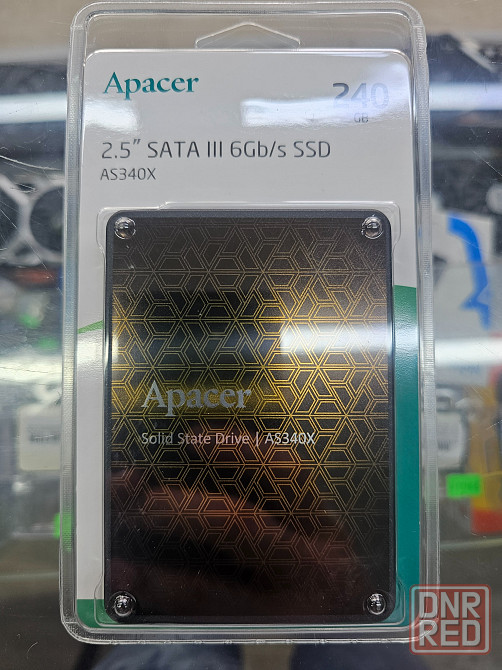 Apacer
240
GB
2.5" SATA III 6Gb/s SSD
AS340X
Apacer
Solid State Drive | AS340X
DNR
RED